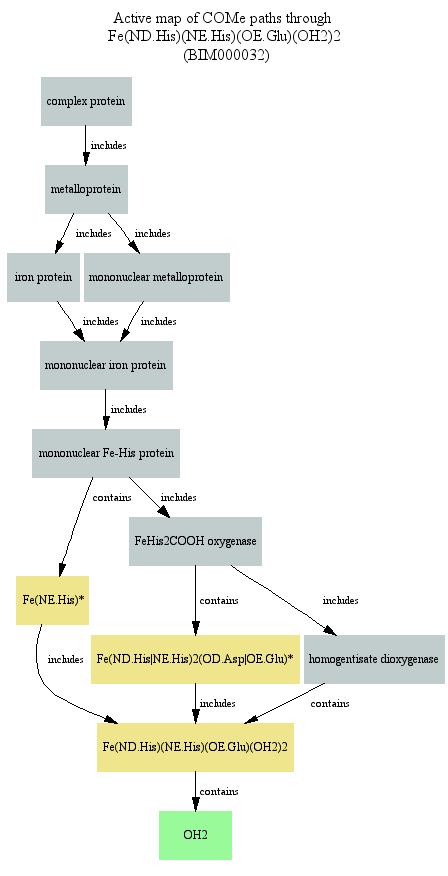 Active map of COMe paths through
Fe(ND.His)(NE.His)(OE.Glu)(OH2)2
(BIM000032)
complex protein
includes
metalloprotein
includes
includes
iron protein
mononuclear metalloprotein
includes
includes
mononuclear iron protein
includes
mononuclear Fe-His protein
contains
includes
FeHis2COOH oxygenase
Fe(NE.His)*
contains
includes
includes
Fe(ND.His|NE.His)2(OD.Asp|OE.Glu)*
homogentisate dioxygenase
includes
contains
Fe(ND.His)(NE.His)(OE.Glu)(OH2)2
contains
OH2